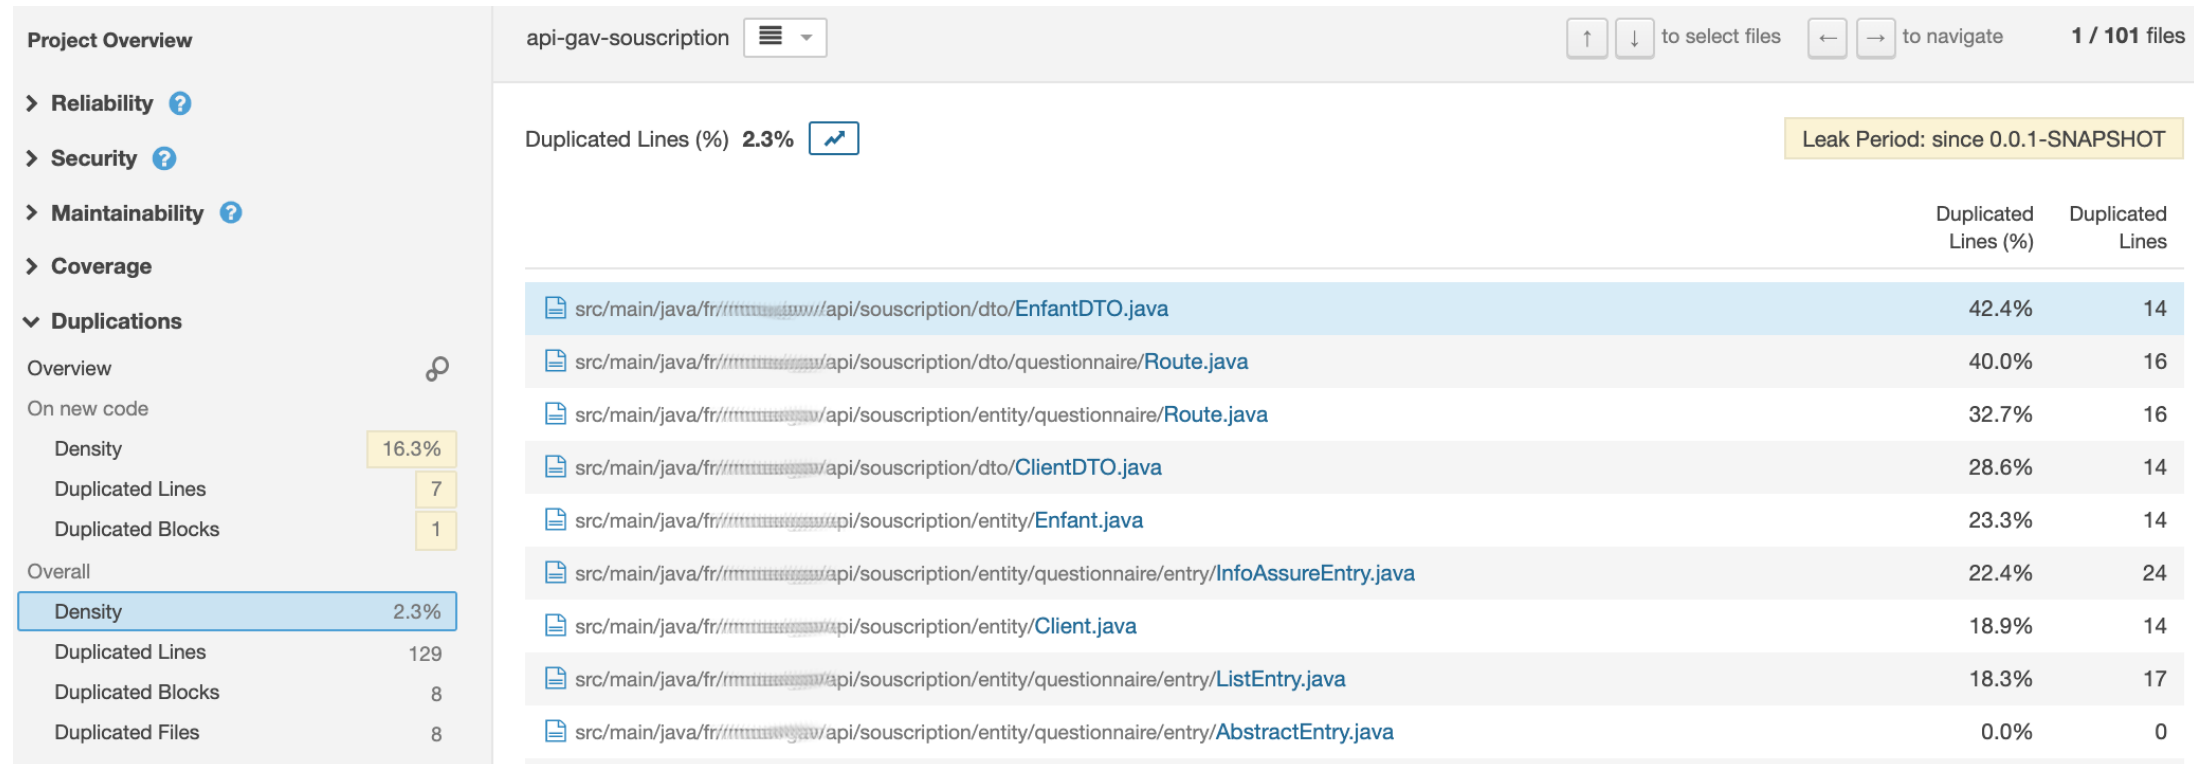 Project Overview
Reliability ?
Security ?
Maintainability ?
Coverage
Duplications
Overview
On new code
Density 16.3%
Duplicated Lines 7
Duplicated Blocks 1
Overall
Density 2.3%
Duplicated Lines 129
Duplicated Blocks 8
Duplicated Files 8
api-gav-souscription
↑ ↓ to select files ← → to navigate 1 / 101 files
Duplicated Lines (%) 2.3%
Leak Period: since 0.0.1-SNAPSHOT
Duplicated Duplicated
Lines (%) Lines
src/main/java/fr/ /api/souscription/dto/EnfantDTO.java 42.4% 14
src/main/java/fr/ /api/souscription/dto/questionnaire/Route.java 40.0% 16
src/main/java/fr/ /api/souscription/entity/questionnaire/Route.java 32.7% 16
src/main/java/fr/ /api/souscription/dto/ClientDTO.java 28.6% 14
src/main/java/fr/ pi/souscription/entity/Enfant.java 23.3% 14
src/main/java/fr/ /api/souscription/entity/questionnaire/entry/InfoAssureEntry.java 22.4% 24
src/main/java/fr/ pi/souscription/entity/Client.java 18.9% 14
src/main/java/fr/ api/souscription/entity/questionnaire/entry/ListEntry.java 18.3% 17
src/main/java/fr/ /api/souscription/entity/questionnaire/entry/AbstractEntry.java 0.0% 0